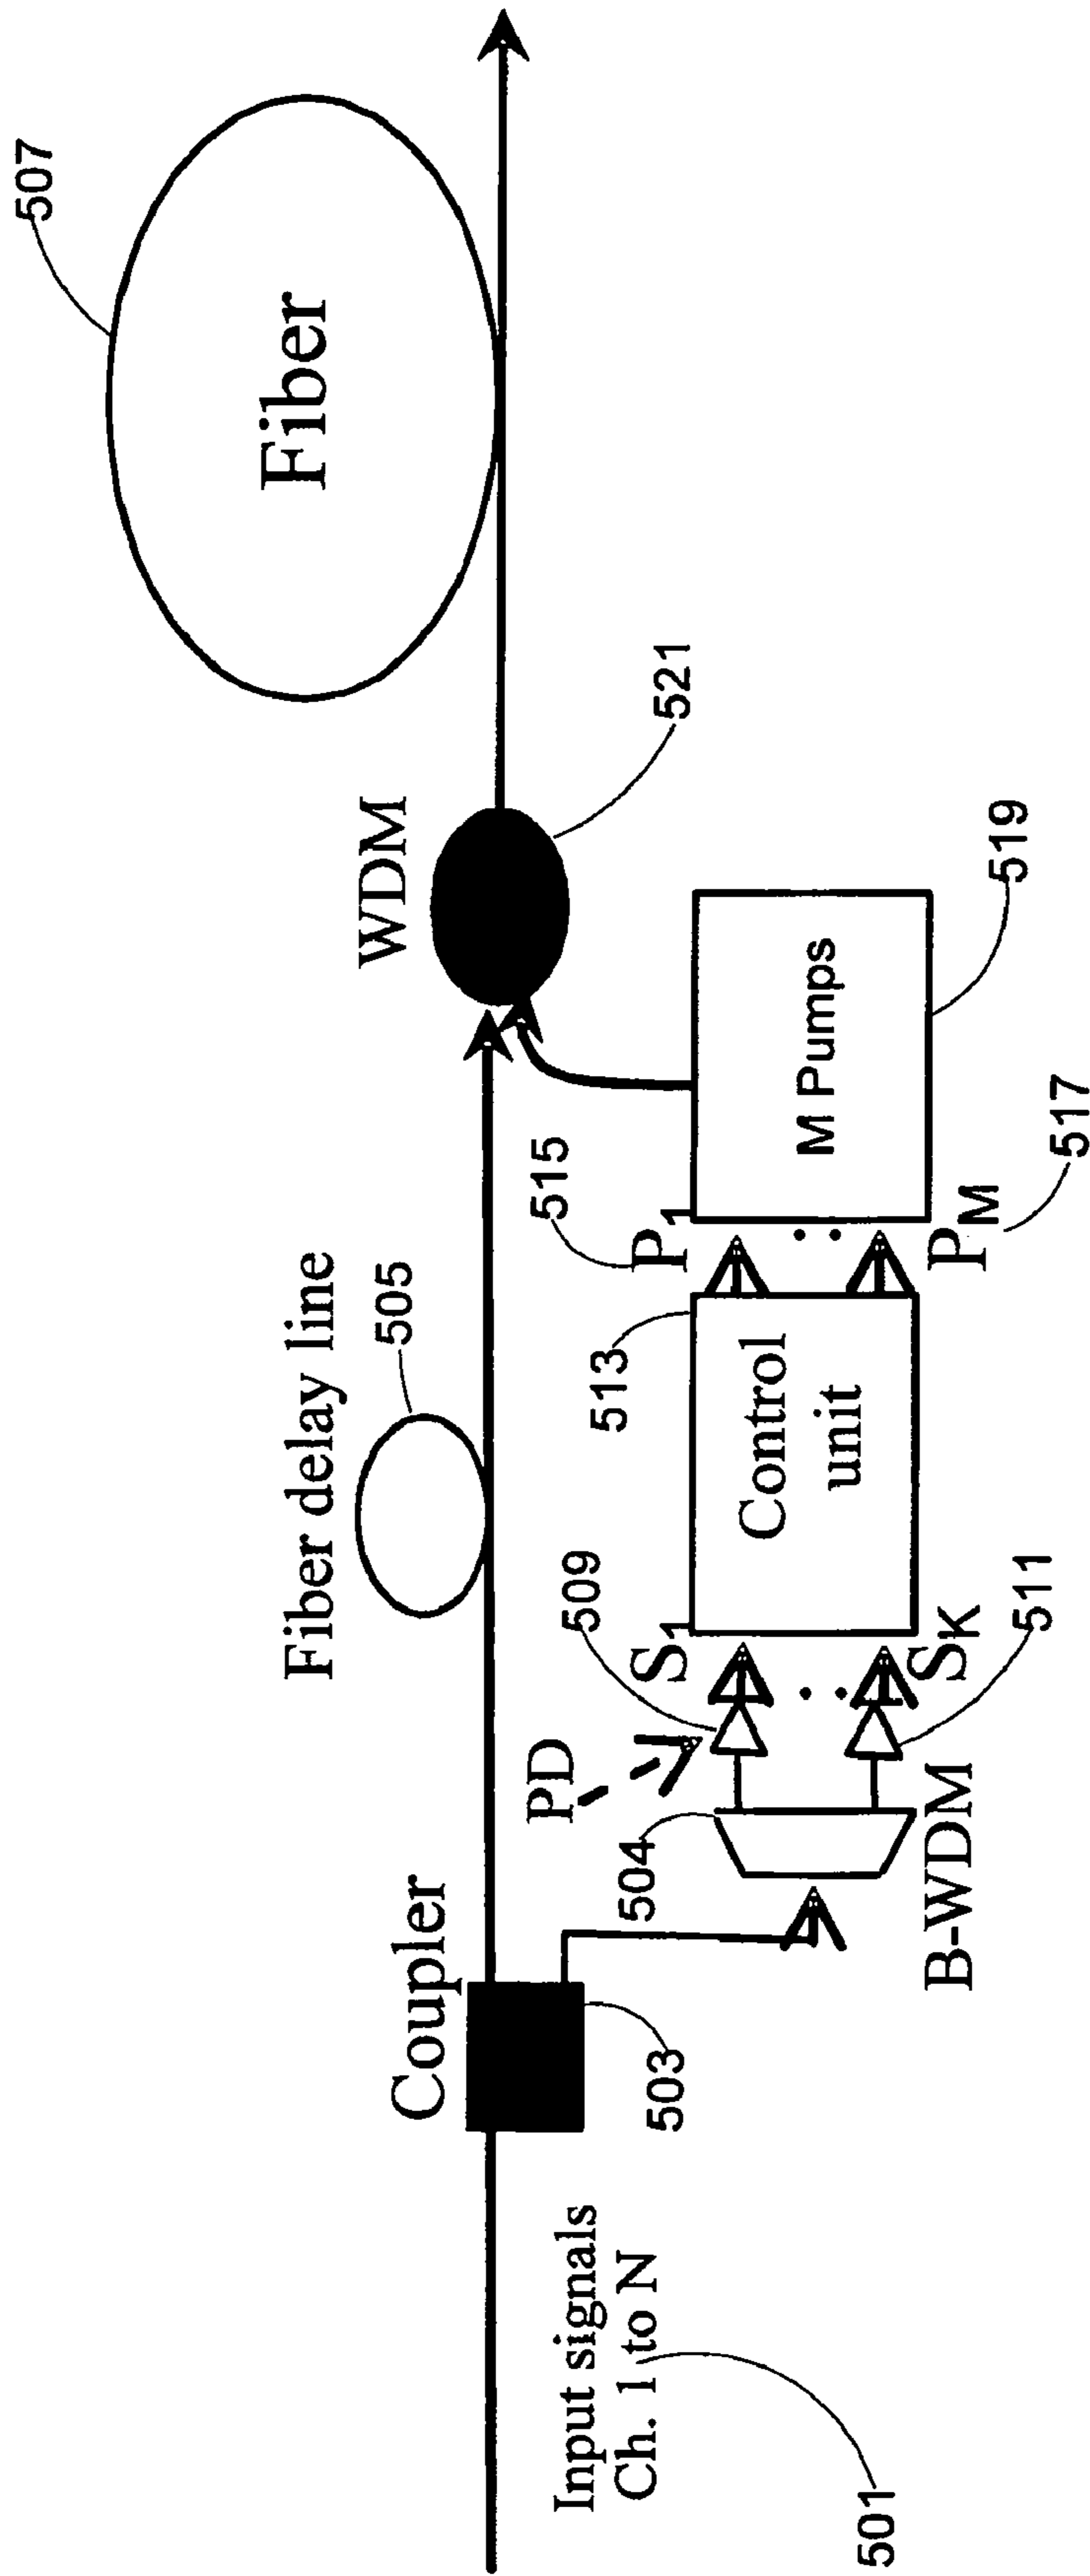 Input signals
Ch. 1 to N
501
Coupler
503
Fiber delay line
505
WDM
521
Fiber
507
PD
504
B-WDM
509
S1
SK
511
513
Control
unit
515
P1
PM
517
M Pumps
519